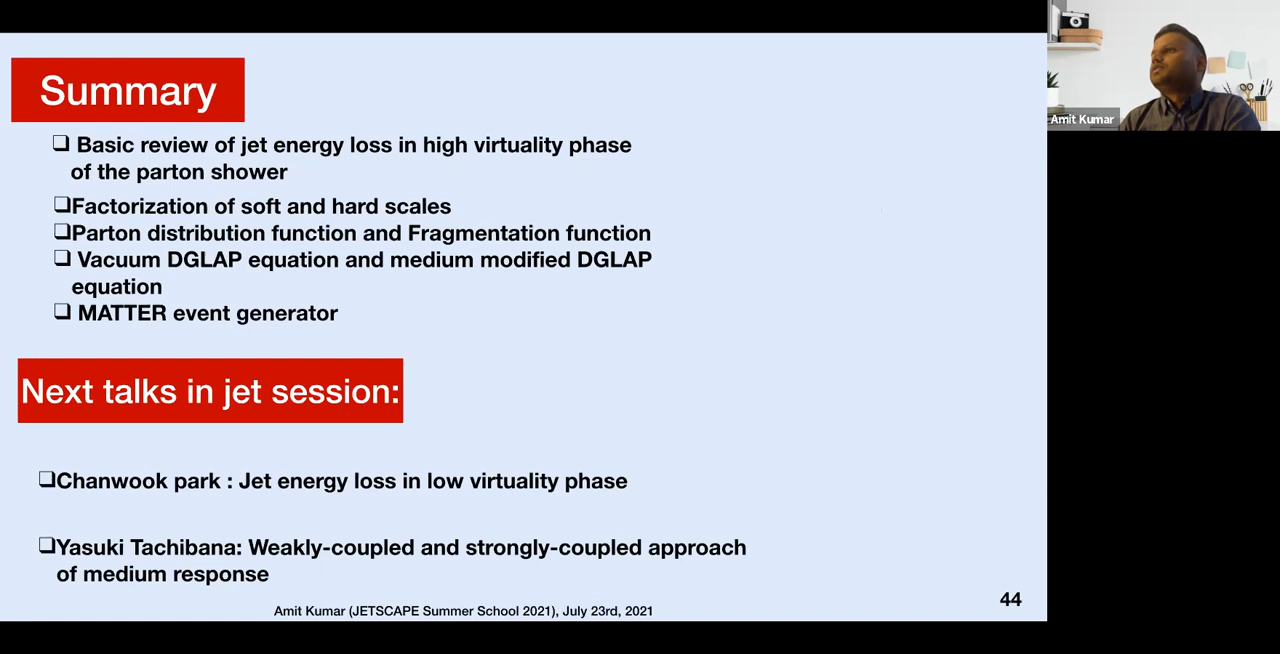 Summary
❑ Basic review of jet energy loss in high virtuality phase
of the parton shower
❑Factorization of soft and hard scales
❑Parton distribution function and Fragmentation function
❑ Vacuum DGLAP equation and medium modified DGLAP
equation
❑ MATTER event generator
Next talks in jet session:
❑Chanwook park : Jet energy loss in low virtuality phase
❑Yasuki Tachibana: Weakly-coupled and strongly-coupled approach
of medium response
Amit Kumar (JETSCAPE Summer School 2021), July 23rd, 2021
44
Amit Kumar